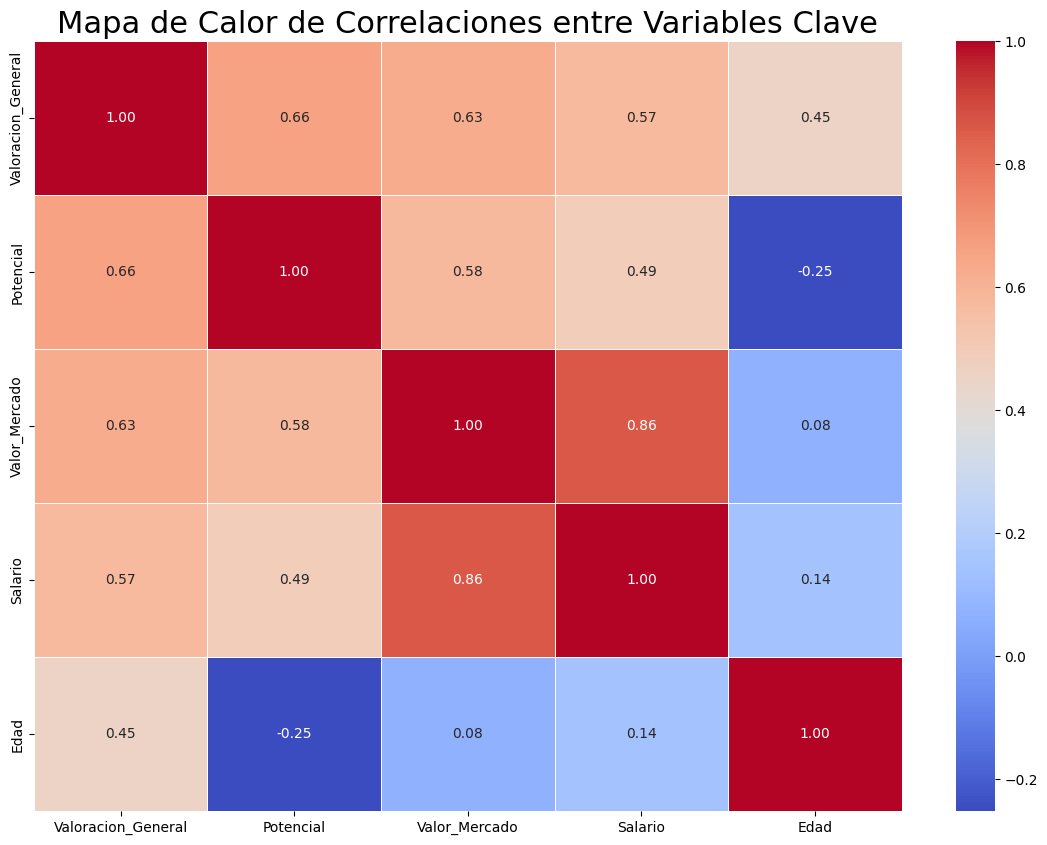 Mapa de Calor de Correlaciones entre Variables Clave
Valoracion_General
1.00 0.66 0.63 0.57 0.45
Potencial
0.66 1.00 0.58 0.49 -0.25
Valor_Mercado
0.63 0.58 1.00 0.86 0.08
Salario
0.57 0.49 0.86 1.00 0.14
Edad
0.45 -0.25 0.08 0.14 1.00
Valoracion_General Potencial Valor_Mercado Salario Edad
1.0
0.8
0.6
0.4
0.2
0.0
−0.2